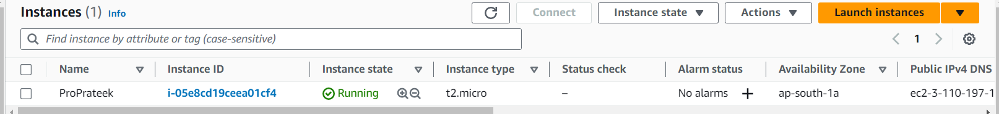 Instances (1) Info
Connect
Instance state
Actions
Launch instances
Find instance by attribute or tag (case-sensitive)
1
Name Instance ID Instance state Instance type Status check Alarm status Availability Zone Public IPv4 DNS
ProPrateek i-05e8cd19ceea01cf4 Running t2.micro – No alarms + ap-south-1a ec2-3-110-197-1